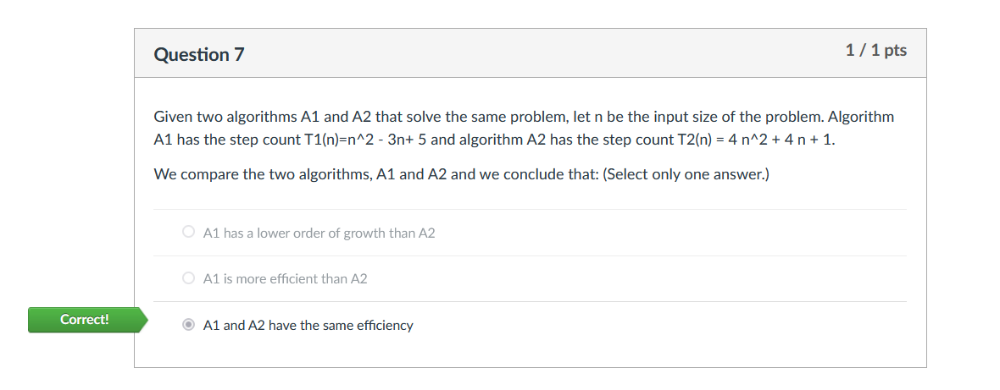 Question 7
1 / 1 pts
Given two algorithms A1 and A2 that solve the same problem, let n be the input size of the problem. Algorithm
A1 has the step count T1(n)=n^2 - 3n+ 5 and algorithm A2 has the step count T2(n) = 4 n^2 + 4 n + 1.
We compare the two algorithms, A1 and A2 and we conclude that: (Select only one answer.)
A1 has a lower order of growth than A2
A1 is more efficient than A2
Correct!
A1 and A2 have the same efficiency